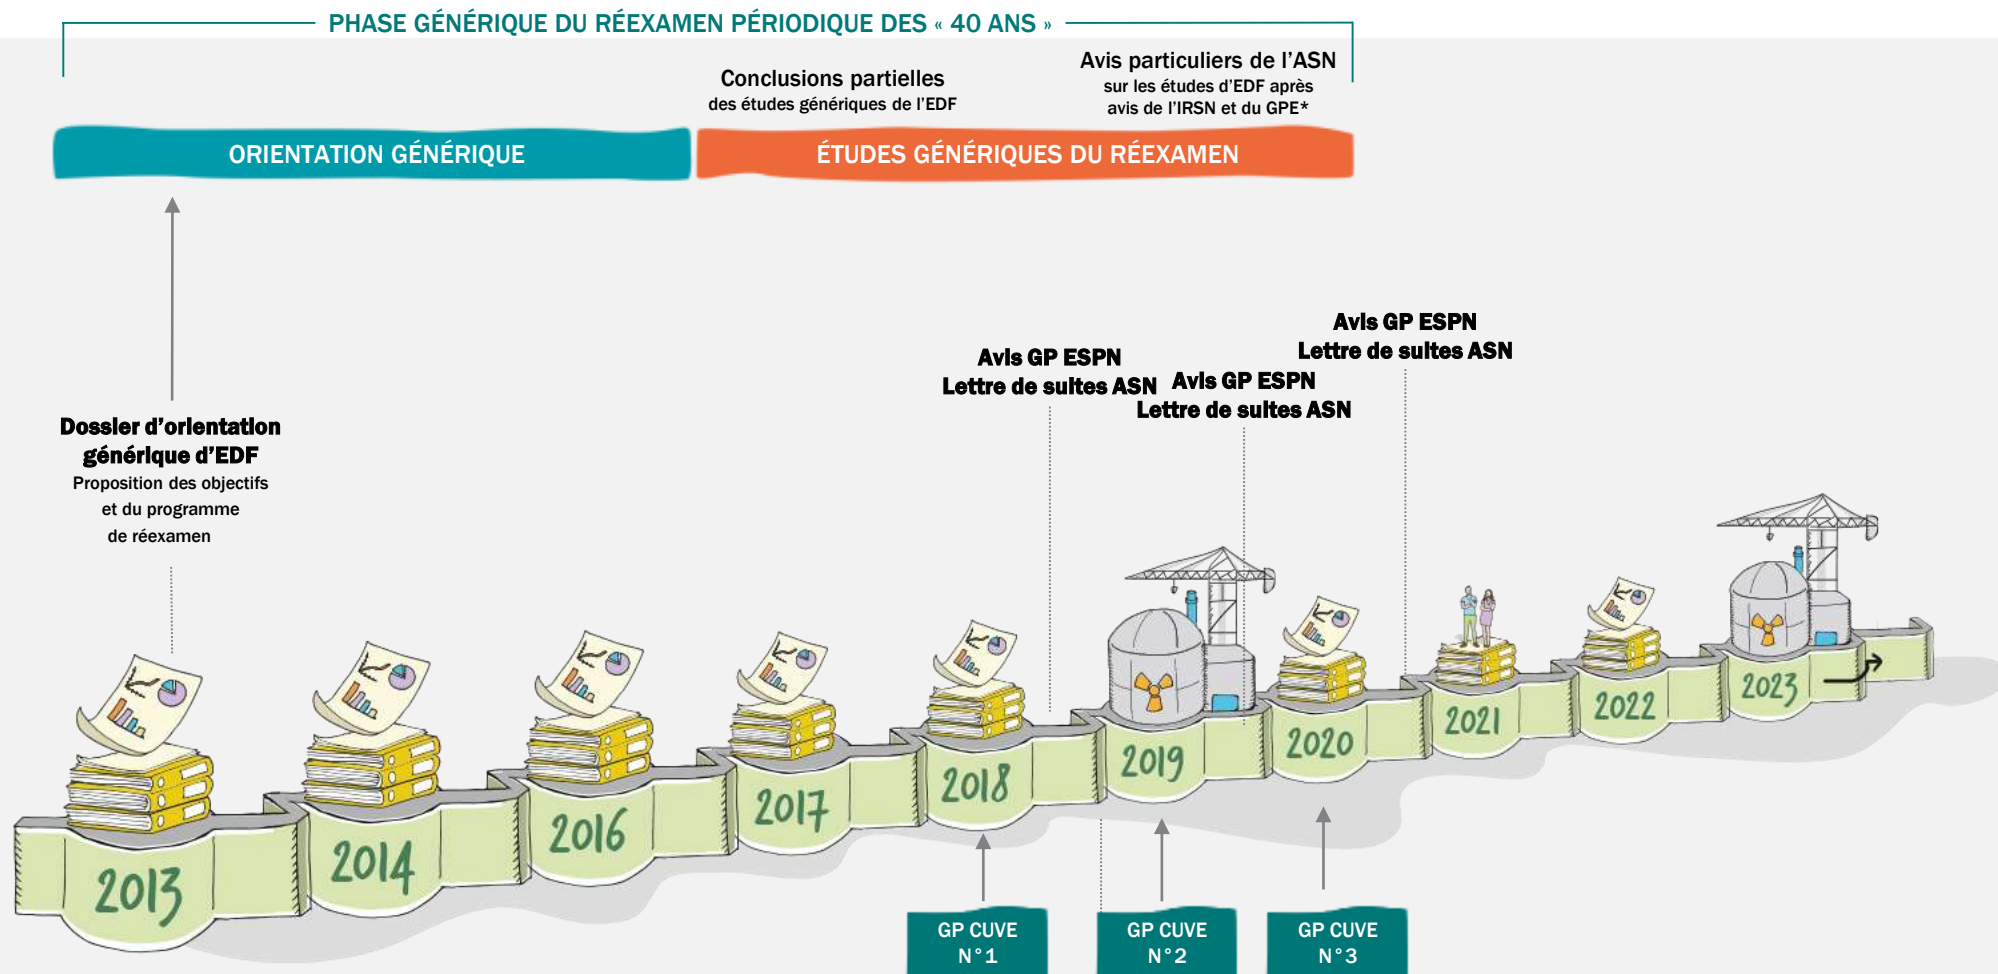 PHASE GÉNÉRIQUE DU RÉEXAMEN PÉRIODIQUE DES « 40 ANS »
Conclusions partielles
des études génériques de l'EDF
Avis particuliers de l'ASN
sur les études d'EDF après
avis de l'IRSN et du GPE*
ORIENTATION GÉNÉRIQUE
ÉTUDES GÉNÉRIQUES DU RÉEXAMEN
Dossier d'orientation
générique d'EDF
Proposition des objectifs
et du programme
de réexamen
Avis GP ESPN
Lettre de suites ASN
Avis GP ESPN
Lettre de suites ASN
Avis GP ESPN
Lettre de suites ASN
2013
2014
2016
2017
2018
2019
2020
2021
2022
2023
GP CUVE
N°1
GP CUVE
N°2
GP CUVE
N°3